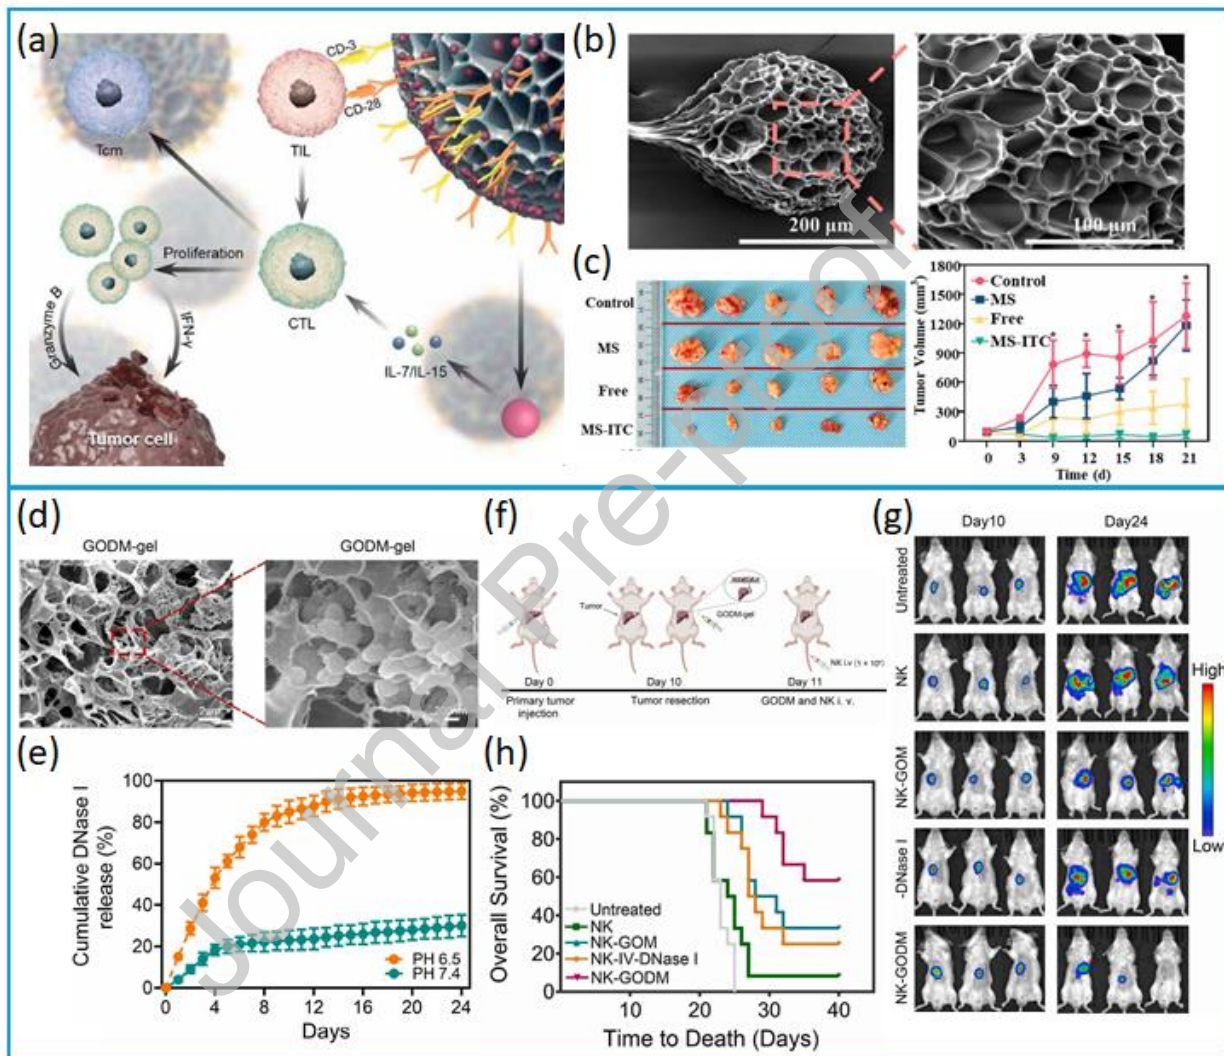 (a)
CD-3
CD-28
Tcm
TIL
Proliferation
Granzyme B
IFN-γ
CTL
IL-7/IL-15
Tumor cell
(b)
200 μm
100 μm
(c)
Control
MS
Free
MS-ITC
Tumor Volume (mm³)
1800
1500
1200
900
600
300
0
Control
MS
Free
MS-ITC
* * * * *
0 3 9 12 15 18 21
Time (d)
(d)
GODM-gel
GODM-gel
(e)
Cumulative DNase I
release (%)
100
80
60
40
20
0
PH 6.5
PH 7.4
0 4 8 12 16 20 24
Days
(f)
Tumor
GODM-gel
Day 0
Day 10
Day 11
Primary tumor
injection
Tumor resection
GODM and NK i. v.
(g)
Day10
Day24
Untreated
NK
NK-GOM
-DNase I
NK-GODM
High
Low
(h)
Overall Survival (%)
100
80
60
40
20
0
Untreated
NK
NK-GOM
NK-IV-DNase I
NK-GODM
10 20 30 40
Time to Death (Days)
Journal Pre-proof